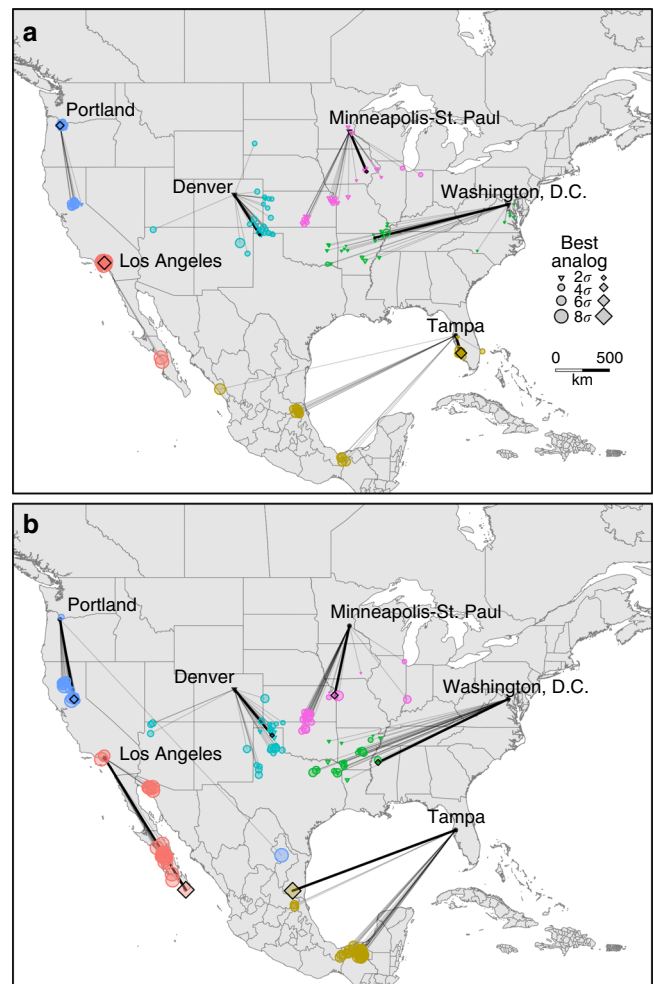 a
Portland
Minneapolis-St. Paul
Denver
Washington, D.C.
Los Angeles
Best
analog
2σ
4σ
6σ
8σ
Tampa
0 500
km
b
Portland
Minneapolis-St. Paul
Denver
Washington, D.C.
Los Angeles
Tampa